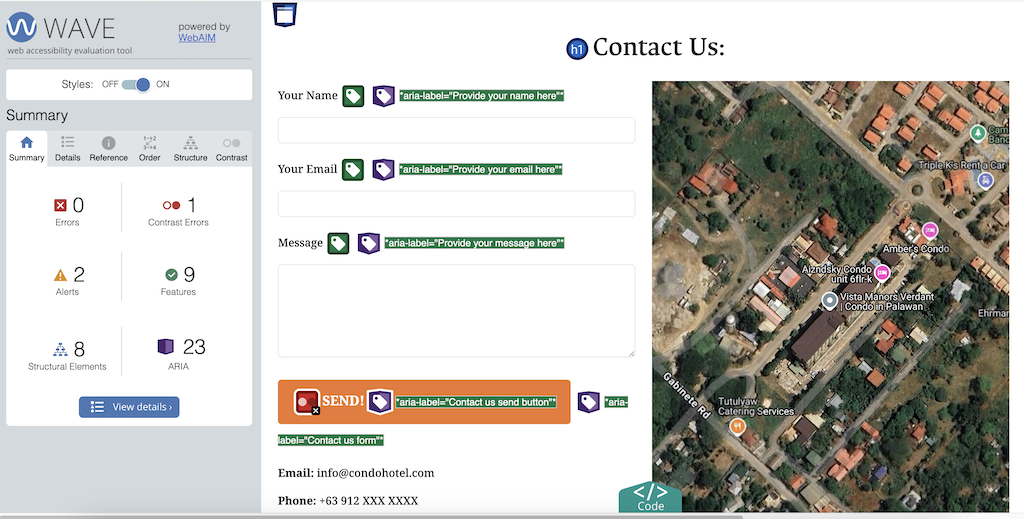 WAVE
powered by
WebAIM
web accessibility evaluation tool
Styles: OFF ON
Summary
Summary Details Reference Order Structure Contrast
0
Errors
1
Contrast Errors
2
Alerts
9
Features
8
Structural Elements
23
ARIA
View details ›
h1 Contact Us:
Your Name *aria-label="Provide your name here"*
Your Email *aria-label="Provide your email here"*
Message *aria-label="Provide your message here"*
SEND! *aria-label="Contact us send button"* *aria-
label="Contact us form"*
Email: info@condohotel.com
Phone: +63 912 XXX XXXX
Triple K's Rent a Car
Amber's Condo
Ajzndsky Condo
unit 6flr-k
Vista Manors Verdant
| Condo in Palawan
Gabinete Rd
Tutulyaw
Catering Services
</>
Code